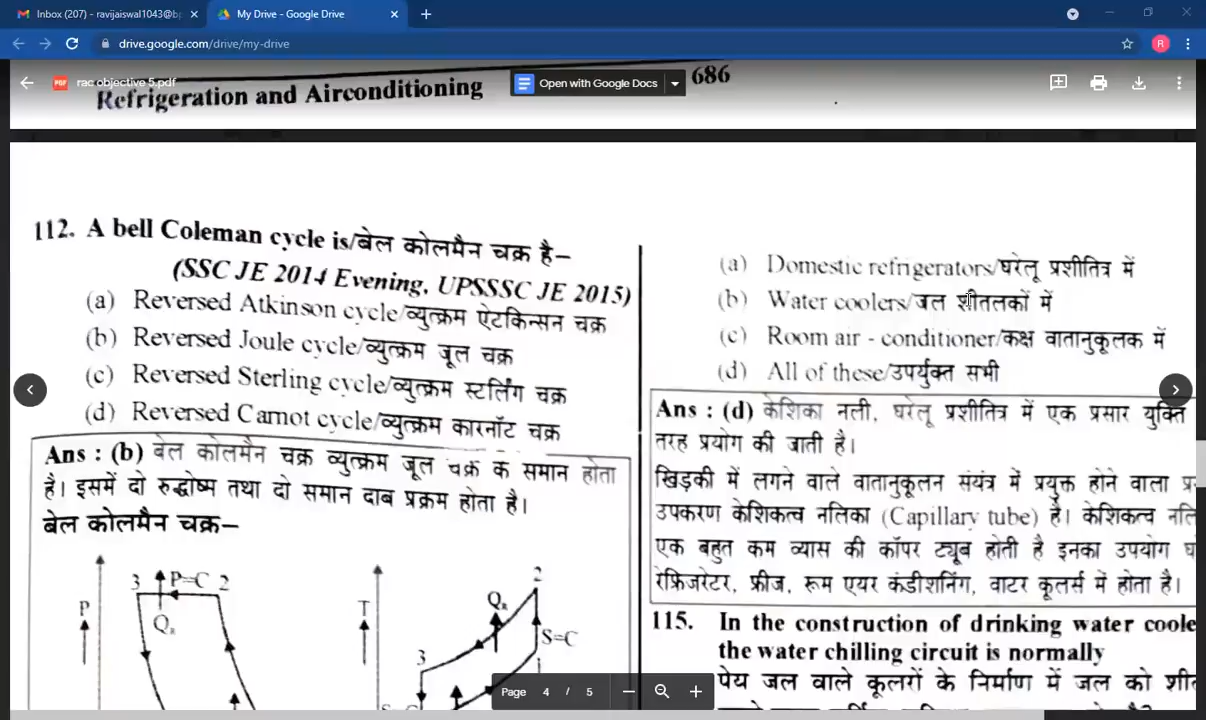 Inbox (207) - ravijaiswal1043@b
My Drive - Google Drive
drive.google.com/drive/my-drive
R
PDF
rac objective 5.pdf
Open with Google Docs
Refrigeration and Airconditioning
686
112. A bell Coleman cycle is/बेल कोलमैन चक्र है–
(SSC JE 2014 Evening, UPSSSC JE 2015)
(a) Reversed Atkinson cycle/व्युत्क्रम ऐटकिन्सन चक्र
(b) Reversed Joule cycle/व्युत्क्रम जूल चक्र
(c) Reversed Sterling cycle/व्युत्क्रम स्टर्लिंग चक्र
(d) Reversed Carnot cycle/व्युत्क्रम कारनॉट चक्र
Ans : (b) बेल कोलमैन चक्र व्युत्क्रम जूल चक्र के समान होता
है। इसमें दो रुद्धोष्म तथा दो समान दाब प्रक्रम होता है।
बेल कोलमैन चक्र–
3 P=C 2
P
T
2
3
S=C
1
(a) Domestic refrigerators/घरेलू प्रशीतित्र में
(b) Water coolers/जल शीतलकों में
(c) Room air - conditioner/कक्ष वातानुकूलक में
(d) All of these/उपर्युक्त सभी
Ans : (d) केशिका नली, घरेलू प्रशीतित्र में एक प्रसार युक्ति
तरह प्रयोग की जाती है।
खिड़की में लगने वाले वातानुकूलन संयंत्र में प्रयुक्त होने वाला
उपकरण केशिकत्व नलिका (Capillary tube) है। केशिकत्व
एक बहुत कम व्यास की कॉपर ट्यूब होती है इनका उपयोग
रेफ्रिजरेटर, फ्रीज, रूम एयर कंडीशनिंग, वाटर कूलर्स में होता है।
115. In the construction of drinking water coole
the water chilling circuit is normally
पेय जल वाले कूलरों के निर्माण में जल को
Page 4 / 5